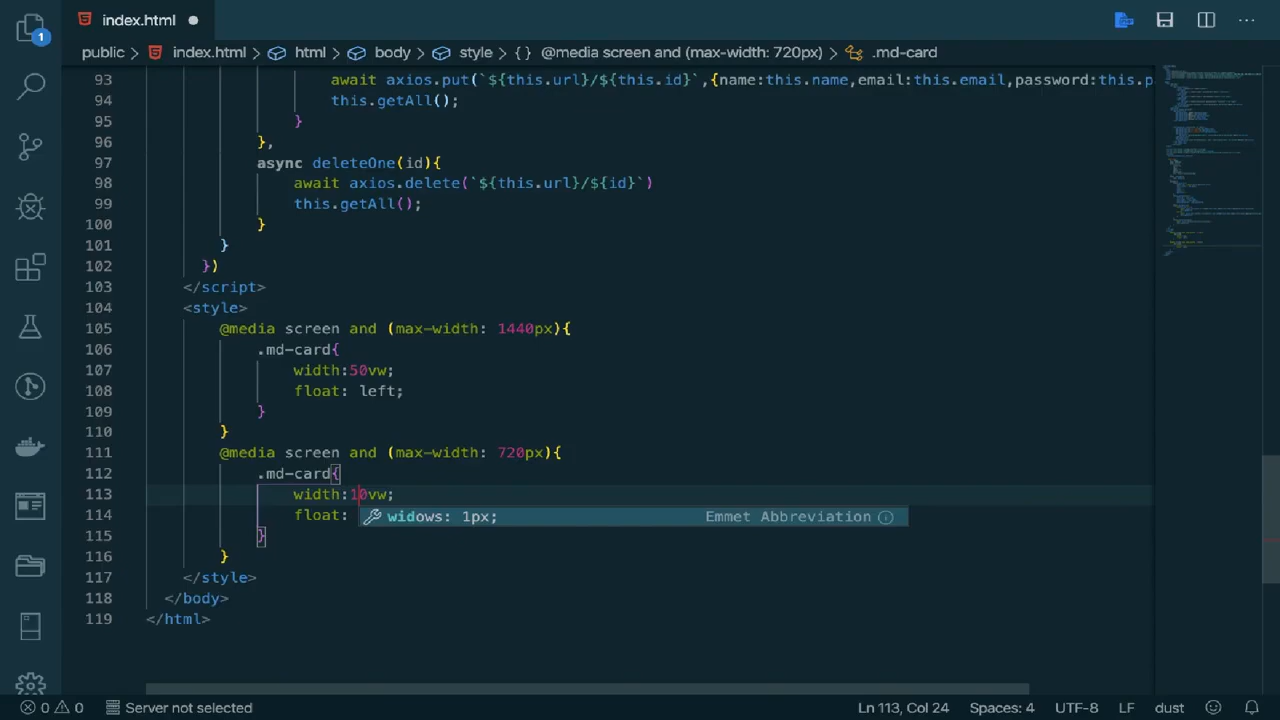 index.html
1
public > index.html > html > body > style > {} @media screen and (max-width: 720px) > .md-card
93 await axios.put(`${this.url}/${this.id}`,{name:this.name,email:this.email,password:this.p
94 this.getAll();
95 }
96 },
97 async deleteOne(id){
98 await axios.delete(`${this.url}/${id}`)
99 this.getAll();
100 }
101 }
102 })
103 </script>
104 <style>
105 @media screen and (max-width: 1440px){
106 .md-card{
107 width:50vw;
108 float: left;
109 }
110 }
111 @media screen and (max-width: 720px){
112 .md-card{
113 width:10vw;
114 float:
widows: 1px; Emmet Abbreviation
115 }
116 }
117 </style>
118 </body>
119 </html>
0 0 Server not selected Ln 113, Col 24 Spaces: 4 UTF-8 LF dust